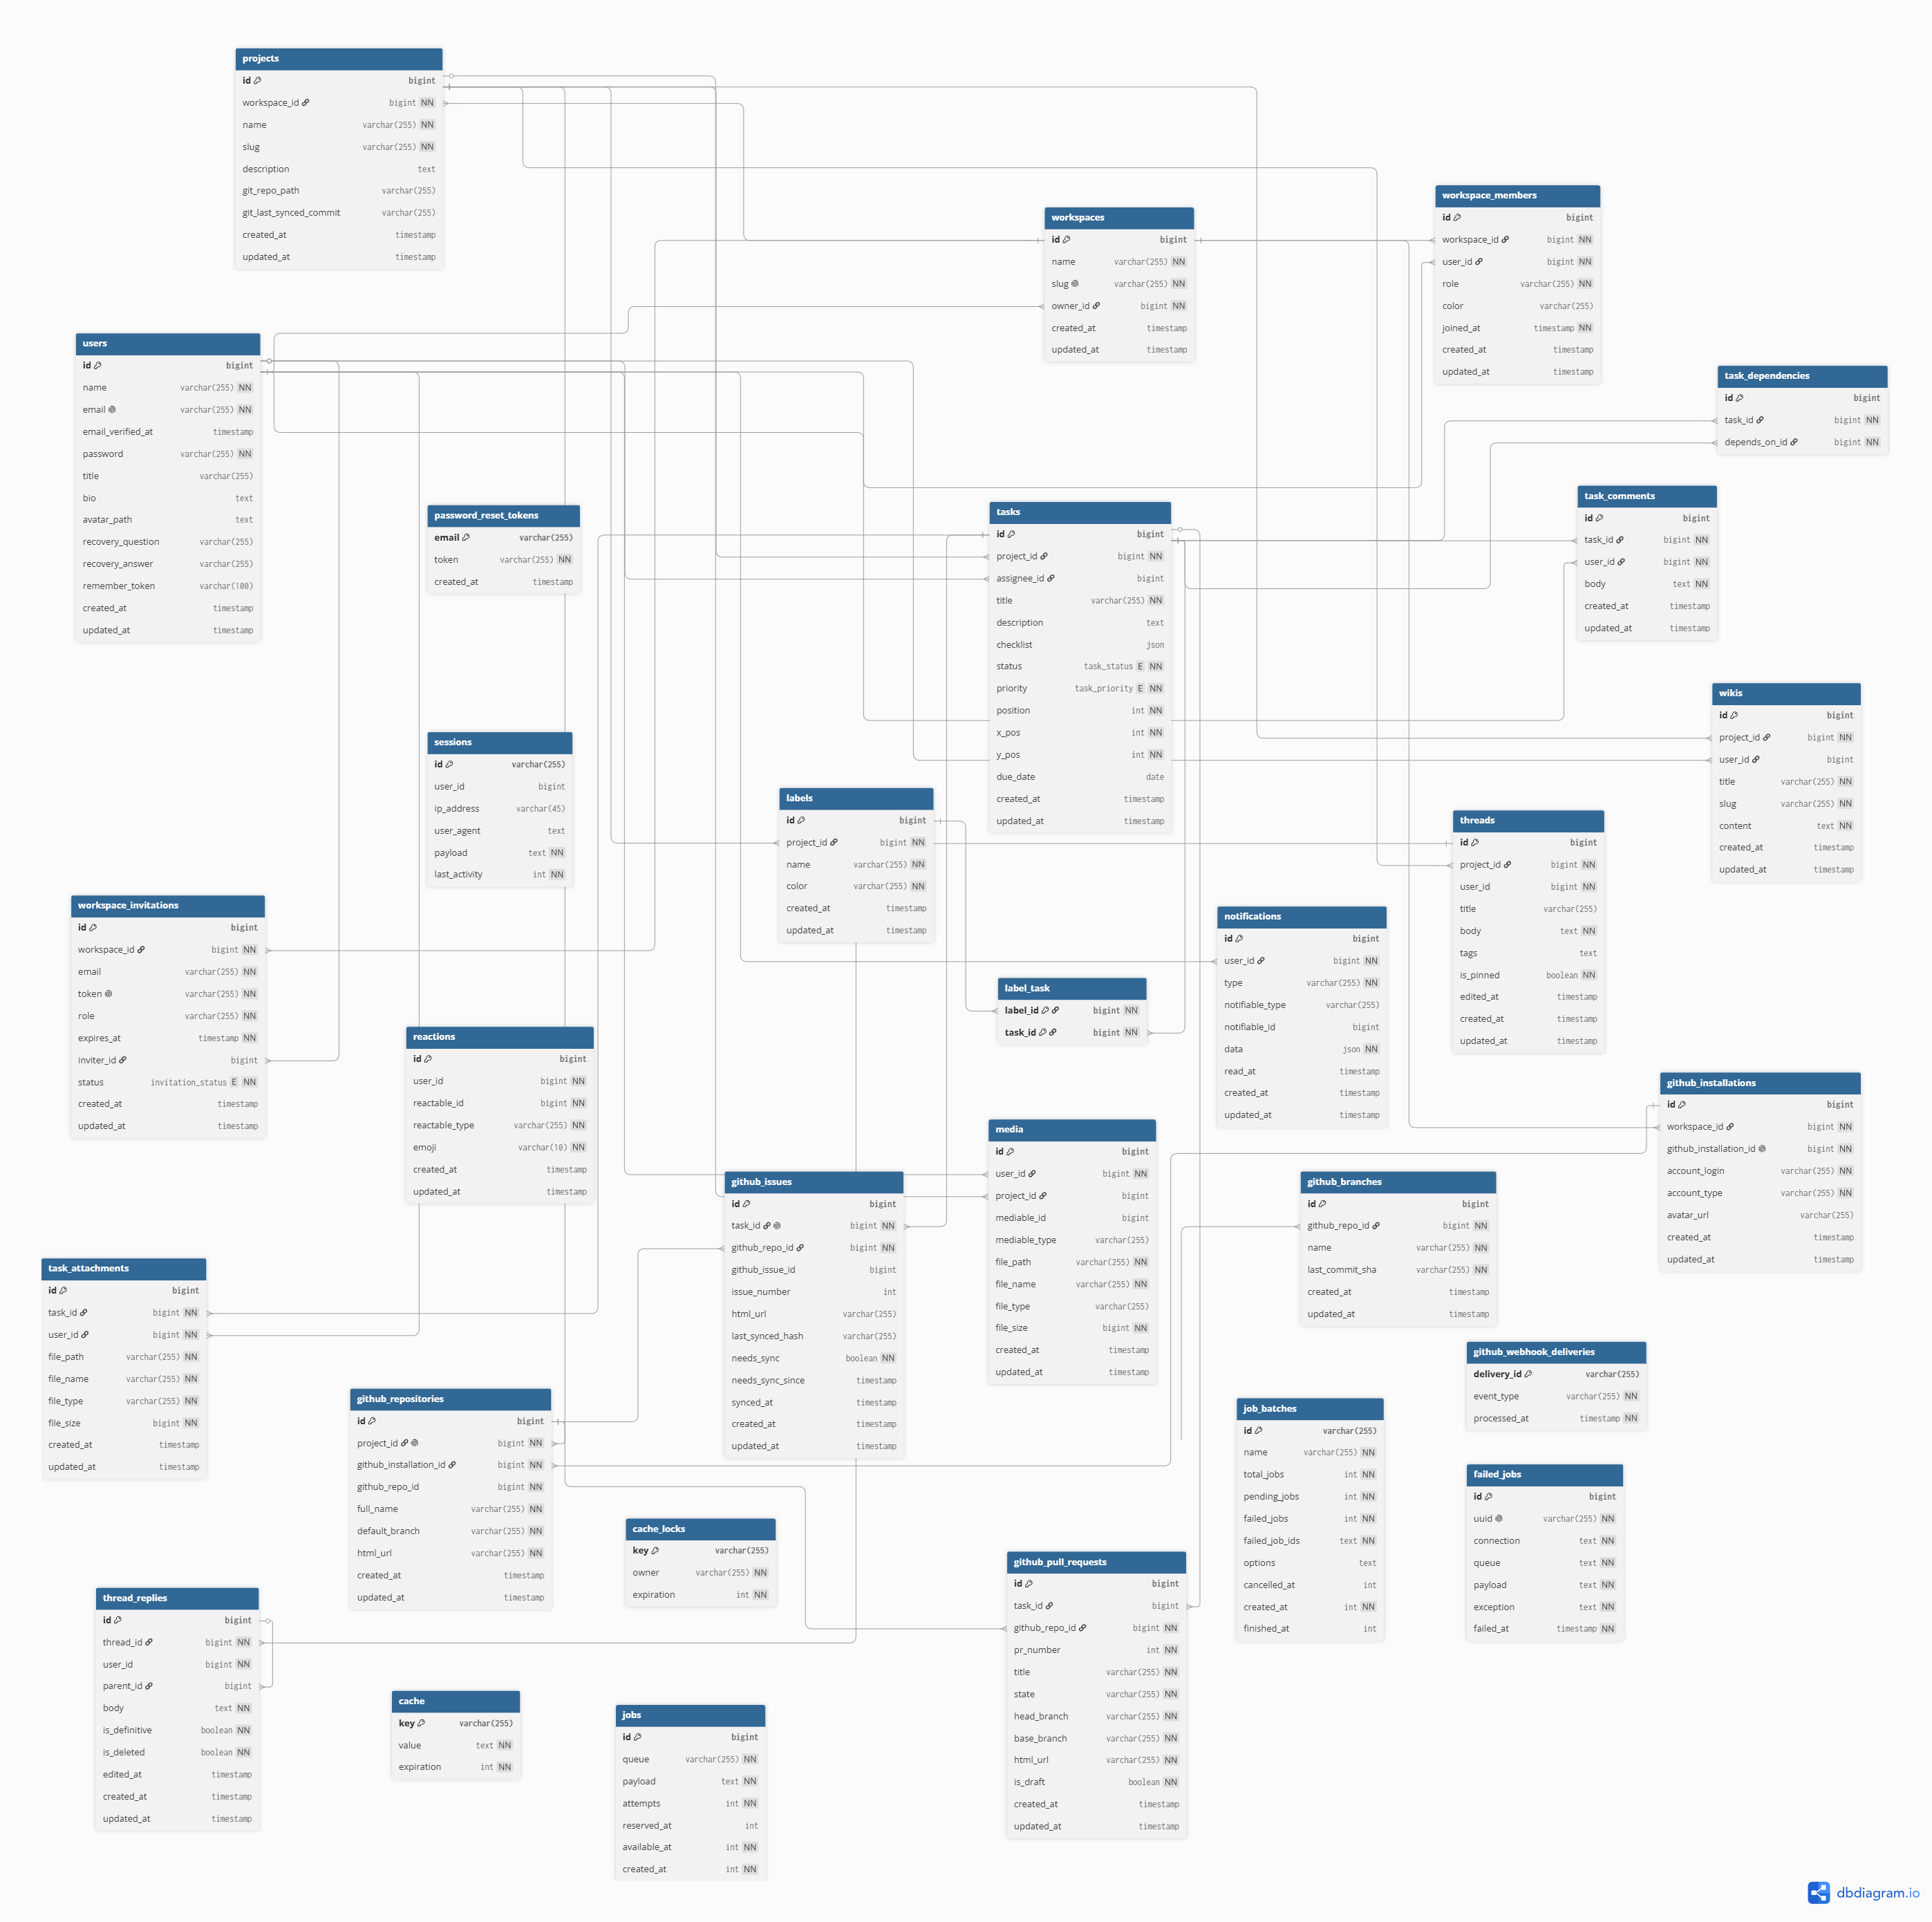 projects
id bigint
workspace_id bigint NN
name varchar(255) NN
slug varchar(255) NN
description text
git_repo_path varchar(255)
git_last_synced_commit varchar(255)
created_at timestamp
updated_at timestamp
workspaces
id bigint
name varchar(255) NN
slug varchar(255) NN
owner_id bigint NN
created_at timestamp
updated_at timestamp
workspace_members
id bigint
workspace_id bigint NN
user_id bigint NN
role varchar(255) NN
color varchar(255)
joined_at timestamp NN
created_at timestamp
updated_at timestamp
users
id bigint
name varchar(255) NN
email varchar(255) NN
email_verified_at timestamp
password varchar(255) NN
title varchar(255)
bio text
avatar_path text
recovery_question varchar(255)
recovery_answer varchar(255)
remember_token varchar(100)
created_at timestamp
updated_at timestamp
task_dependencies
id bigint
task_id bigint NN
depends_on_id bigint NN
password_reset_tokens
email varchar(255)
token varchar(255) NN
created_at timestamp
tasks
id bigint
project_id bigint NN
assignee_id bigint
title varchar(255) NN
description text
checklist json
status task_status E NN
priority task_priority E NN
position int NN
x_pos int NN
y_pos int NN
due_date date
created_at timestamp
updated_at timestamp
task_comments
id bigint
task_id bigint NN
user_id bigint NN
body text NN
created_at timestamp
updated_at timestamp
wikis
id bigint
project_id bigint NN
user_id bigint
title varchar(255) NN
slug varchar(255) NN
content text NN
created_at timestamp
updated_at timestamp
sessions
id varchar(255)
user_id bigint
ip_address varchar(45)
user_agent text
payload text NN
last_activity int NN
labels
id bigint
project_id bigint NN
name varchar(255) NN
color varchar(255) NN
created_at timestamp
updated_at timestamp
threads
id bigint
project_id bigint NN
user_id bigint NN
title varchar(255)
body text NN
tags text
is_pinned boolean NN
edited_at timestamp
created_at timestamp
updated_at timestamp
workspace_invitations
id bigint
workspace_id bigint NN
email varchar(255) NN
token varchar(255) NN
role varchar(255) NN
expires_at timestamp NN
inviter_id bigint
status invitation_status E NN
created_at timestamp
updated_at timestamp
notifications
id bigint
user_id bigint NN
type varchar(255) NN
notifiable_type varchar(255)
notifiable_id bigint
data json NN
read_at timestamp
created_at timestamp
updated_at timestamp
label_task
label_id bigint NN
task_id bigint NN
reactions
id bigint
user_id bigint NN
reactable_id bigint NN
reactable_type varchar(255) NN
emoji varchar(10) NN
created_at timestamp
updated_at timestamp
github_installations
id bigint
workspace_id bigint NN
github_installation_id bigint NN
account_login varchar(255) NN
account_type varchar(255) NN
avatar_url varchar(255)
created_at timestamp
updated_at timestamp
media
id bigint
user_id bigint NN
project_id bigint
mediable_id bigint
mediable_type varchar(255)
file_path varchar(255) NN
file_name varchar(255) NN
file_type varchar(255)
file_size bigint NN
created_at timestamp
updated_at timestamp
github_issues
id bigint
task_id bigint NN
github_repo_id bigint NN
github_issue_id bigint
issue_number int
html_url varchar(255)
last_synced_hash varchar(255)
needs_sync boolean NN
needs_sync_since timestamp
synced_at timestamp
created_at timestamp
updated_at timestamp
github_branches
id bigint
github_repo_id bigint NN
name varchar(255) NN
last_commit_sha varchar(255) NN
created_at timestamp
updated_at timestamp
task_attachments
id bigint
task_id bigint NN
user_id bigint NN
file_path varchar(255) NN
file_name varchar(255) NN
file_type varchar(255) NN
file_size bigint NN
created_at timestamp
updated_at timestamp
github_webhook_deliveries
delivery_id varchar(255)
event_type varchar(255) NN
processed_at timestamp NN
github_repositories
id bigint
project_id bigint NN
github_installation_id bigint NN
github_repo_id bigint NN
full_name varchar(255) NN
default_branch varchar(255) NN
html_url varchar(255) NN
created_at timestamp
updated_at timestamp
job_batches
id varchar(255)
name varchar(255) NN
total_jobs int NN
pending_jobs int NN
failed_jobs int NN
failed_job_ids text NN
options text
cancelled_at int
created_at int NN
finished_at int
failed_jobs
id bigint
uuid varchar(255) NN
connection text NN
queue text NN
payload text NN
exception text NN
failed_at timestamp NN
cache_locks
key varchar(255)
owner varchar(255) NN
expiration int NN
github_pull_requests
id bigint
task_id bigint
github_repo_id bigint NN
pr_number int NN
title varchar(255) NN
state varchar(255) NN
head_branch varchar(255) NN
base_branch varchar(255) NN
html_url varchar(255) NN
is_draft boolean NN
created_at timestamp
updated_at timestamp
thread_replies
id bigint
thread_id bigint NN
user_id bigint NN
parent_id bigint
body text NN
is_definitive boolean NN
is_deleted boolean NN
edited_at timestamp
created_at timestamp
updated_at timestamp
cache
key varchar(255)
value text NN
expiration int NN
jobs
id bigint
queue varchar(255) NN
payload text NN
attempts int NN
reserved_at int
available_at int NN
created_at int NN
dbdiagram.io